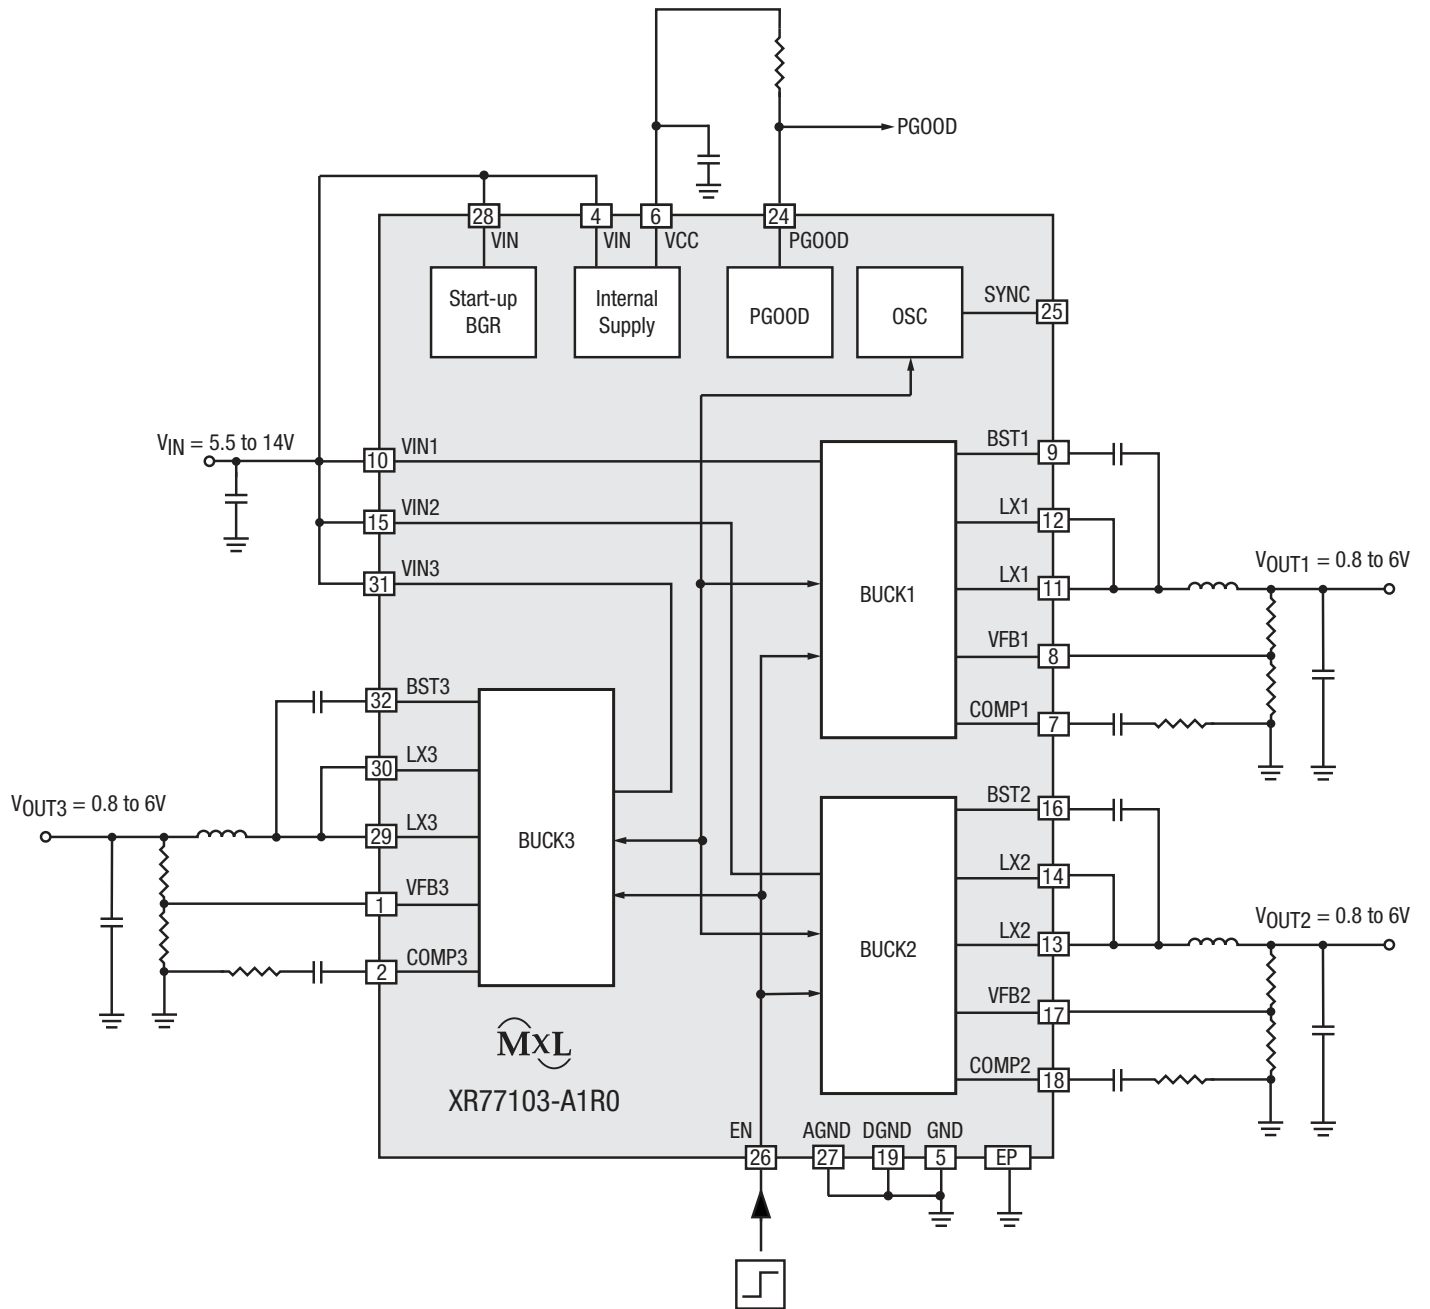 PGOOD
28
4
6
24
VIN
VIN
VCC
PGOOD
Start-up
BGR
Internal
Supply
PGOOD
OSC
SYNC
25
VIN = 5.5 to 14V
10
VIN1
15
VIN2
31
VIN3
BUCK1
BST1
9
LX1
12
LX1
11
VFB1
8
COMP1
7
VOUT1 = 0.8 to 6V
32
BST3
30
LX3
29
LX3
1
VFB3
2
COMP3
BUCK3
VOUT3 = 0.8 to 6V
BUCK2
BST2
16
LX2
14
LX2
13
VFB2
17
COMP2
18
VOUT2 = 0.8 to 6V
MXL
XR77103-A1R0
EN
AGND
DGND
GND
26
27
19
5
EP